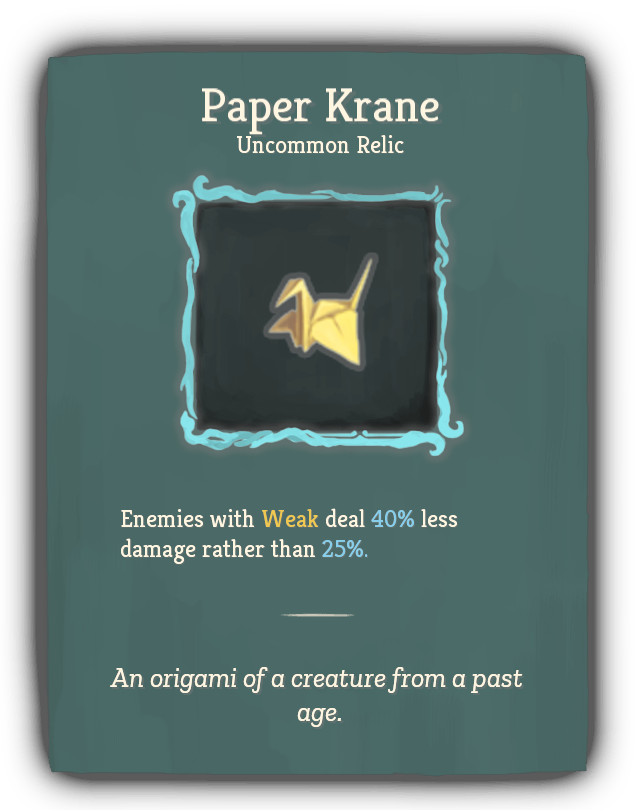 Paper Krane
Uncommon Relic
Enemies with Weak deal 40% less
damage rather than 25%.
An origami of a creature from a past
age.